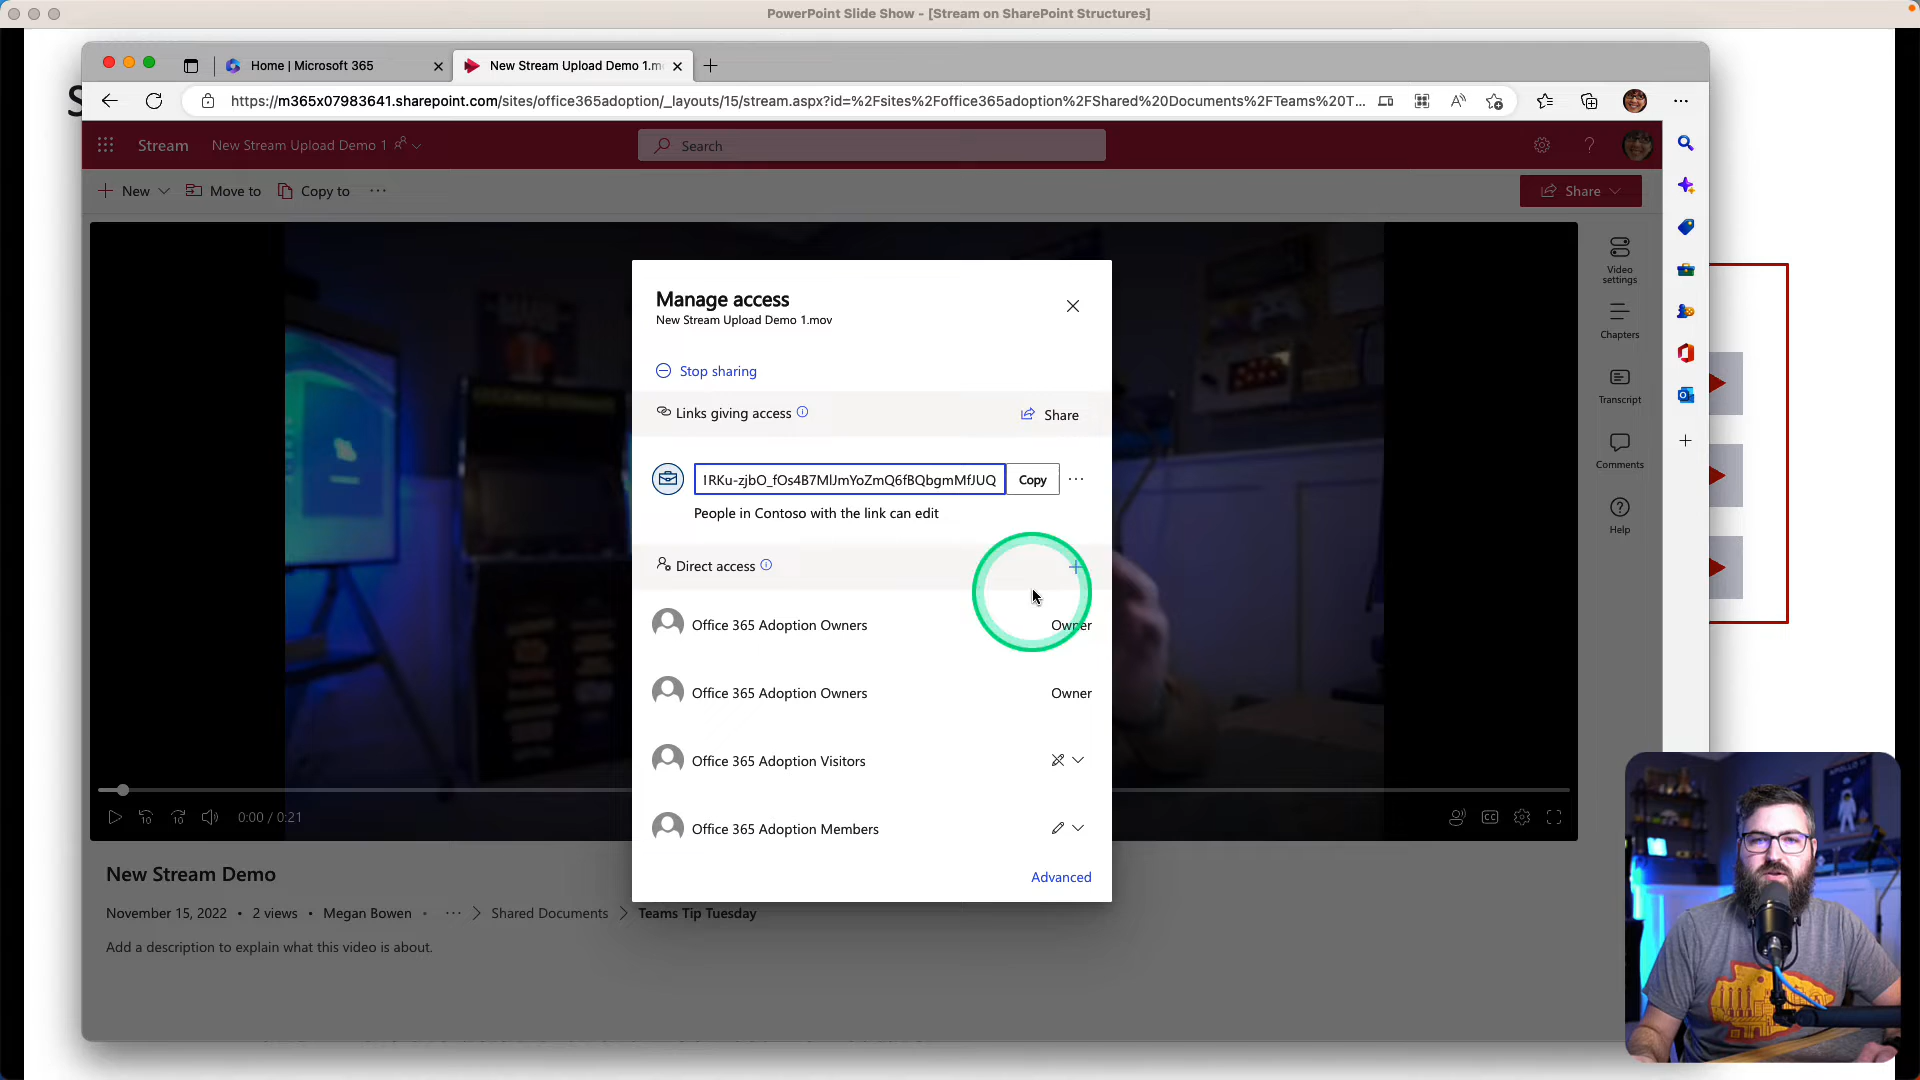 PowerPoint Slide Show - [Stream on SharePoint Structures]
Home | Microsoft 365
New Stream Upload Demo 1.m
https://m365x07983641.sharepoint.com/sites/office365adoption/_layouts/15/stream.aspx?id=%2Fsites%2Foffice365adoption%2FShared%20Documents%2FTeams%20T...
Stream
New Stream Upload Demo 1
Search
New
Move to
Copy to
Share
Manage access
New Stream Upload Demo 1.mov
Stop sharing
Links giving access
Share
Copy
People in Contoso with the link can edit
Direct access
Office 365 Adoption Owners
Owner
Office 365 Adoption Owners
Owner
Office 365 Adoption Visitors
Office 365 Adoption Members
Advanced
Video settings
Chapters
Transcript
Comments
Help
0:00 / 0:21
CC
New Stream Demo
November 15, 2022 • 2 views • Megan Bowen • ··· > Shared Documents > Teams Tip Tuesday
Add a description to explain what this video is about.